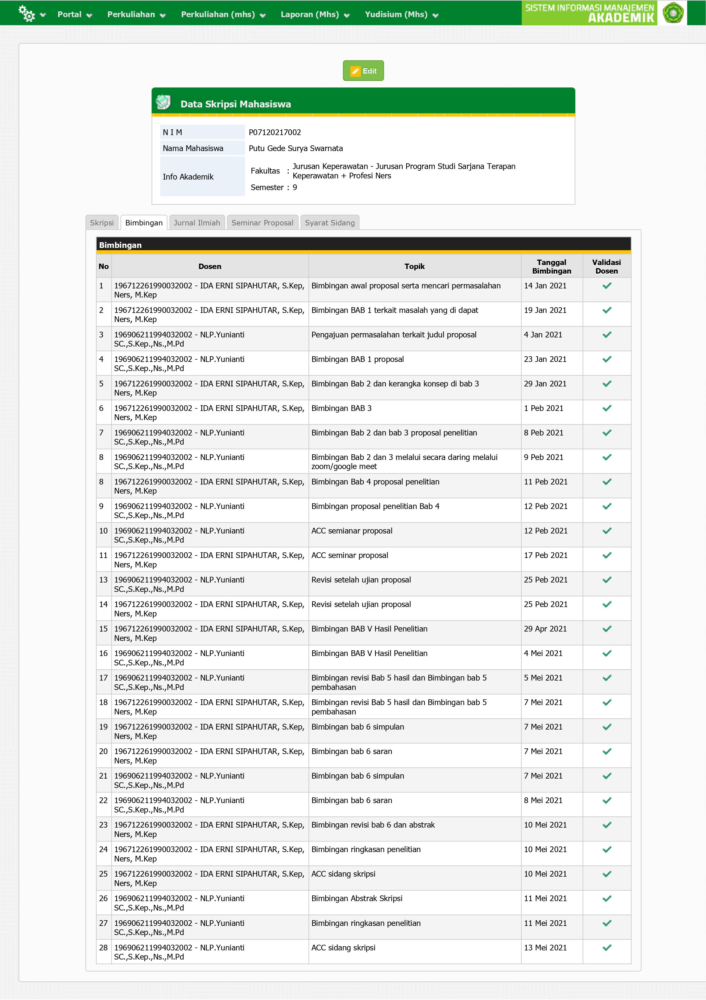 Portal
Perkuliahan
Perkuliahan (mhs)
Laporan (Mhs)
Yudisium (Mhs)
SISTEM INFORMASI MANAJEMEN
AKADEMIK
Edit
Data Skripsi Mahasiswa
N I M P07120217002
Nama Mahasiswa Putu Gede Surya Swarnata
Info Akademik
Fakultas : Jurusan Keperawatan - Jurusan Program Studi Sarjana Terapan
Keperawatan + Profesi Ners
Semester : 9
Skripsi
Bimbingan
Jurnal Ilmiah
Seminar Proposal
Syarat Sidang
Bimbingan
No Dosen Topik Tanggal Bimbingan Validasi Dosen
1 196712261990032002 - IDA ERNI SIPAHUTAR, S.Kep, Bimbingan awal proposal serta mencari permasalahan 14 Jan 2021
Ners, M.Kep
2 196712261990032002 - IDA ERNI SIPAHUTAR, S.Kep, Bimbingan BAB 1 terkait masalah yang di dapat 19 Jan 2021
Ners, M.Kep
3 196906211994032002 - NLP.Yunianti Pengajuan permasalahan terkait judul proposal 4 Jan 2021
SC.,S.Kep.,Ns.,M.Pd
4 196906211994032002 - NLP.Yunianti Bimbingan BAB 1 proposal 23 Jan 2021
SC.,S.Kep.,Ns.,M.Pd
5 196712261990032002 - IDA ERNI SIPAHUTAR, S.Kep, Bimbingan Bab 2 dan kerangka konsep di bab 3 29 Jan 2021
Ners, M.Kep
6 196712261990032002 - IDA ERNI SIPAHUTAR, S.Kep, Bimbingan BAB 3 1 Peb 2021
Ners, M.Kep
7 196906211994032002 - NLP.Yunianti Bimbingan Bab 2 dan bab 3 proposal penelitian 8 Peb 2021
SC.,S.Kep.,Ns.,M.Pd
8 196906211994032002 - NLP.Yunianti Bimbingan Bab 2 dan 3 melalui secara daring melalui 9 Peb 2021
SC.,S.Kep.,Ns.,M.Pd zoom/google meet
8 196712261990032002 - IDA ERNI SIPAHUTAR, S.Kep, Bimbingan Bab 4 proposal penelitian 11 Peb 2021
Ners, M.Kep
9 196906211994032002 - NLP.Yunianti Bimbingan proposal penelitian Bab 4 12 Peb 2021
SC.,S.Kep.,Ns.,M.Pd
10 196906211994032002 - NLP.Yunianti ACC semianar proposal 12 Peb 2021
SC.,S.Kep.,Ns.,M.Pd
11 196712261990032002 - IDA ERNI SIPAHUTAR, S.Kep, ACC seminar proposal 17 Peb 2021
Ners, M.Kep
13 196906211994032002 - NLP.Yunianti Revisi setelah ujian proposal 25 Peb 2021
SC.,S.Kep.,Ns.,M.Pd
14 196712261990032002 - IDA ERNI SIPAHUTAR, S.Kep, Revisi setelah ujian proposal 25 Peb 2021
Ners, M.Kep
15 196712261990032002 - IDA ERNI SIPAHUTAR, S.Kep, Bimbingan BAB V Hasil Penelitian 29 Apr 2021
Ners, M.Kep
16 196906211994032002 - NLP.Yunianti Bimbingan BAB V Hasil Penelitian 4 Mei 2021
SC.,S.Kep.,Ns.,M.Pd
17 196906211994032002 - NLP.Yunianti Bimbingan revisi Bab 5 hasil dan Bimbingan bab 5 5 Mei 2021
SC.,S.Kep.,Ns.,M.Pd pembahasan
18 196712261990032002 - IDA ERNI SIPAHUTAR, S.Kep, Bimbingan revisi Bab 5 hasil dan Bimbingan bab 5 7 Mei 2021
Ners, M.Kep pembahasan
19 196712261990032002 - IDA ERNI SIPAHUTAR, S.Kep, Bimbingan bab 6 simpulan 7 Mei 2021
Ners, M.Kep
20 196712261990032002 - IDA ERNI SIPAHUTAR, S.Kep, Bimbingan bab 6 saran 7 Mei 2021
Ners, M.Kep
21 196906211994032002 - NLP.Yunianti Bimbingan bab 6 simpulan 7 Mei 2021
SC.,S.Kep.,Ns.,M.Pd
22 196906211994032002 - NLP.Yunianti Bimbingan bab 6 saran 8 Mei 2021
SC.,S.Kep.,Ns.,M.Pd
23 196712261990032002 - IDA ERNI SIPAHUTAR, S.Kep, Bimbingan revisi bab 6 dan abstrak 10 Mei 2021
Ners, M.Kep
24 196712261990032002 - IDA ERNI SIPAHUTAR, S.Kep, Bimbingan ringkasan penelitian 10 Mei 2021
Ners, M.Kep
25 196712261990032002 - IDA ERNI SIPAHUTAR, S.Kep, ACC sidang skripsi 10 Mei 2021
Ners, M.Kep
26 196906211994032002 - NLP.Yunianti Bimbingan Abstrak Skripsi 11 Mei 2021
SC.,S.Kep.,Ns.,M.Pd
27 196906211994032002 - NLP.Yunianti Bimbingan ringkasan penelitian 11 Mei 2021
SC.,S.Kep.,Ns.,M.Pd
28 196906211994032002 - NLP.Yunianti ACC sidang skripsi 13 Mei 2021
SC.,S.Kep.,Ns.,M.Pd